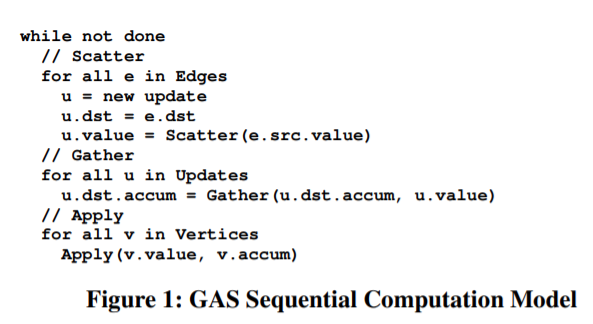 while not done
// Scatter
for all e in Edges
u = new update
u.dst = e.dst
u.value = Scatter(e.src.value)
// Gather
for all u in Updates
u.dst.accum = Gather(u.dst.accum, u.value)
// Apply
for all v in Vertices
Apply(v.value, v.accum)
Figure 1: GAS Sequential Computation Model